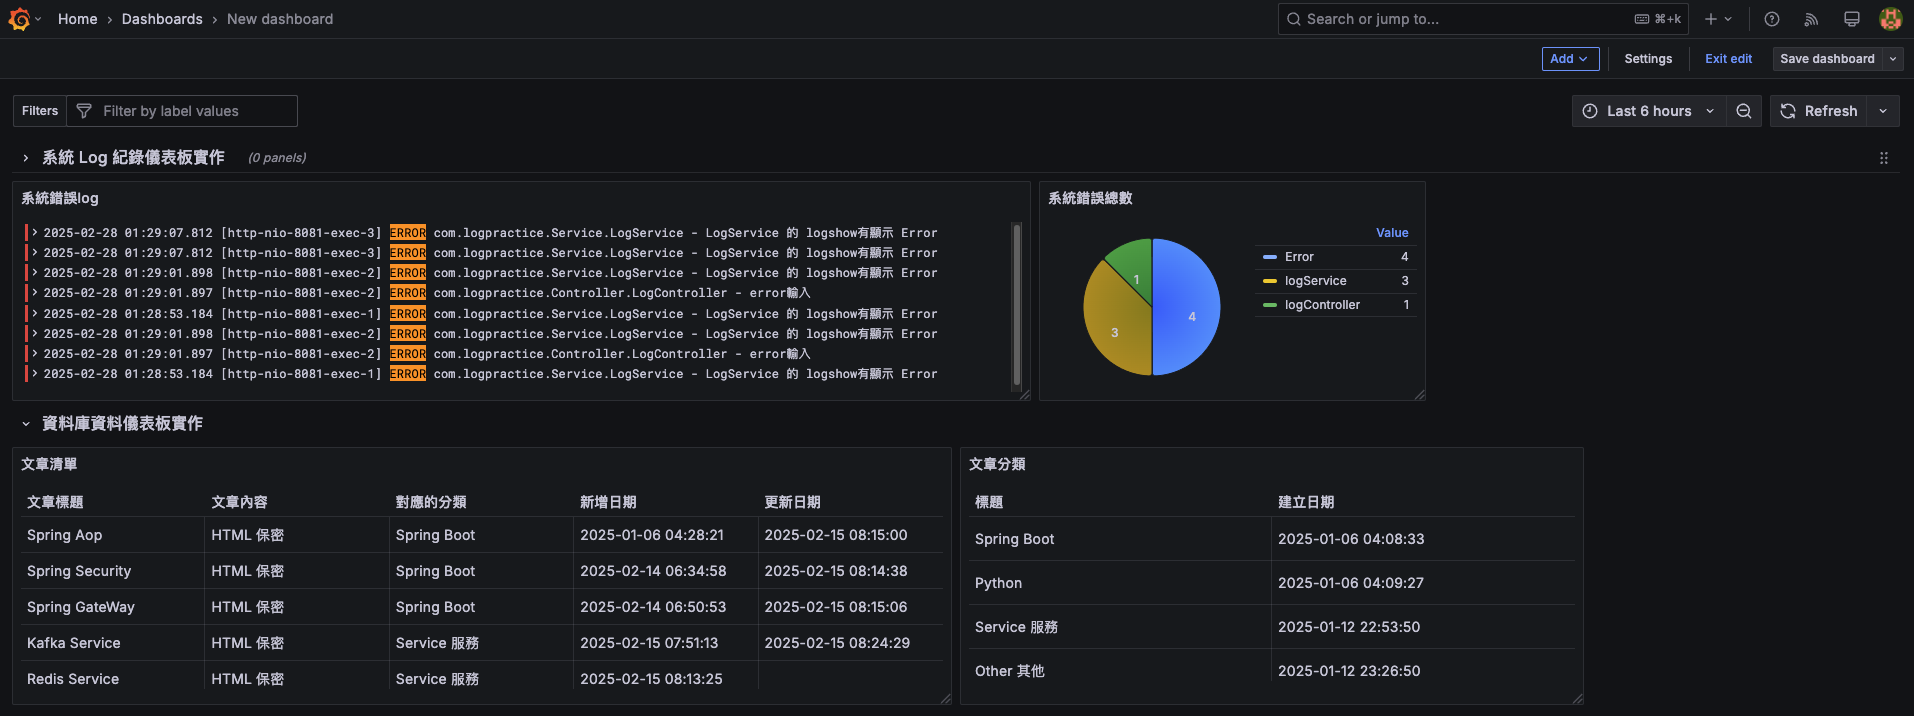 Home › Dashboards › New dashboard
Search or jump to...
⌘+k
Add
Settings
Exit edit
Save dashboard
Filters
Filter by label values
Last 6 hours
Refresh
系統 Log 紀錄儀表板實作 (0 panels)
系統錯誤log
2025-02-28 01:29:07.812 [http-nio-8081-exec-3] ERROR com.logpractice.Service.LogService - LogService 的 logshow有顯示 Error
2025-02-28 01:29:07.812 [http-nio-8081-exec-3] ERROR com.logpractice.Service.LogService - LogService 的 logshow有顯示 Error
2025-02-28 01:29:01.898 [http-nio-8081-exec-2] ERROR com.logpractice.Service.LogService - LogService 的 logshow有顯示 Error
2025-02-28 01:29:01.897 [http-nio-8081-exec-2] ERROR com.logpractice.Controller.LogController - error輸入
2025-02-28 01:28:53.184 [http-nio-8081-exec-1] ERROR com.logpractice.Service.LogService - LogService 的 logshow有顯示 Error
2025-02-28 01:29:01.898 [http-nio-8081-exec-2] ERROR com.logpractice.Service.LogService - LogService 的 logshow有顯示 Error
2025-02-28 01:29:01.897 [http-nio-8081-exec-2] ERROR com.logpractice.Controller.LogController - error輸入
2025-02-28 01:28:53.184 [http-nio-8081-exec-1] ERROR com.logpractice.Service.LogService - LogService 的 logshow有顯示 Error
系統錯誤總數
1
3
4
Value
Error 4
logService 3
logController 1
資料庫資料儀表板實作
文章清單
文章標題 文章內容 對應的分類 新增日期 更新日期
Spring Aop HTML 保密 Spring Boot 2025-01-06 04:28:21 2025-02-15 08:15:00
Spring Security HTML 保密 Spring Boot 2025-02-14 06:34:58 2025-02-15 08:14:38
Spring GateWay HTML 保密 Spring Boot 2025-02-14 06:50:53 2025-02-15 08:15:06
Kafka Service HTML 保密 Service 服務 2025-02-15 07:51:13 2025-02-15 08:24:29
Redis Service HTML 保密 Service 服務 2025-02-15 08:13:25
文章分類
標題 建立日期
Spring Boot 2025-01-06 04:08:33
Python 2025-01-06 04:09:27
Service 服務 2025-01-12 22:53:50
Other 其他 2025-01-12 23:26:50